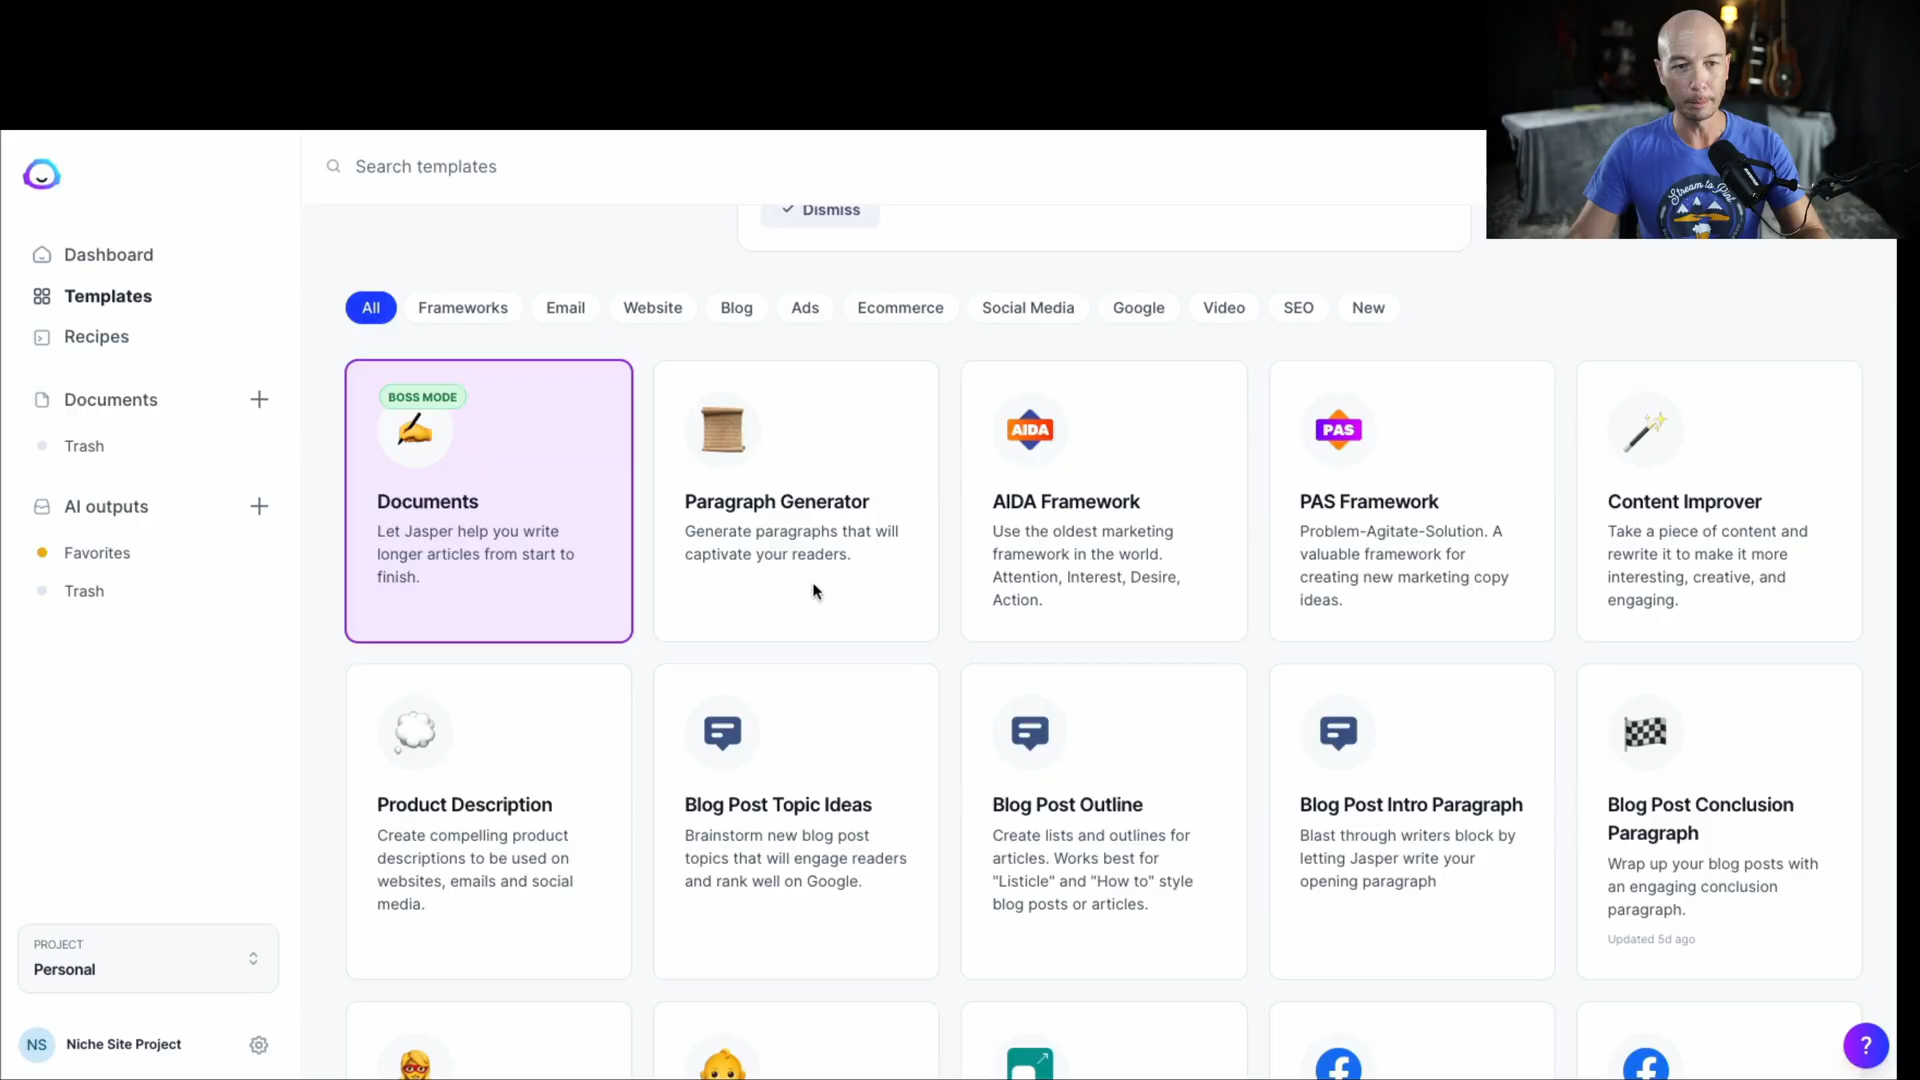 Search templates
Dismiss
Dashboard
Templates
Recipes
Documents
Trash
AI outputs
Favorites
Trash
All
Frameworks
Email
Website
Blog
Ads
Ecommerce
Social Media
Google
Video
SEO
New
BOSS MODE
Documents
Let Jasper help you write
longer articles from start to
finish.
Paragraph Generator
Generate paragraphs that will
captivate your readers.
AIDA
AIDA Framework
Use the oldest marketing
framework in the world.
Attention, Interest, Desire,
Action.
PAS
PAS Framework
Problem-Agitate-Solution. A
valuable framework for
creating new marketing copy
ideas.
Content Improver
Take a piece of content and
rewrite it to make it more
interesting, creative, and
engaging.
Product Description
Create compelling product
descriptions to be used on
websites, emails and social
media.
Blog Post Topic Ideas
Brainstorm new blog post
topics that will engage readers
and rank well on Google.
Blog Post Outline
Create lists and outlines for
articles. Works best for
"Listicle" and "How to" style
blog posts or articles.
Blog Post Intro Paragraph
Blast through writers block by
letting Jasper write your
opening paragraph
Blog Post Conclusion
Paragraph
Wrap up your blog posts with
an engaging conclusion
paragraph.
Updated 5d ago
PROJECT
Personal
NS
Niche Site Project
?
Stream to Pint